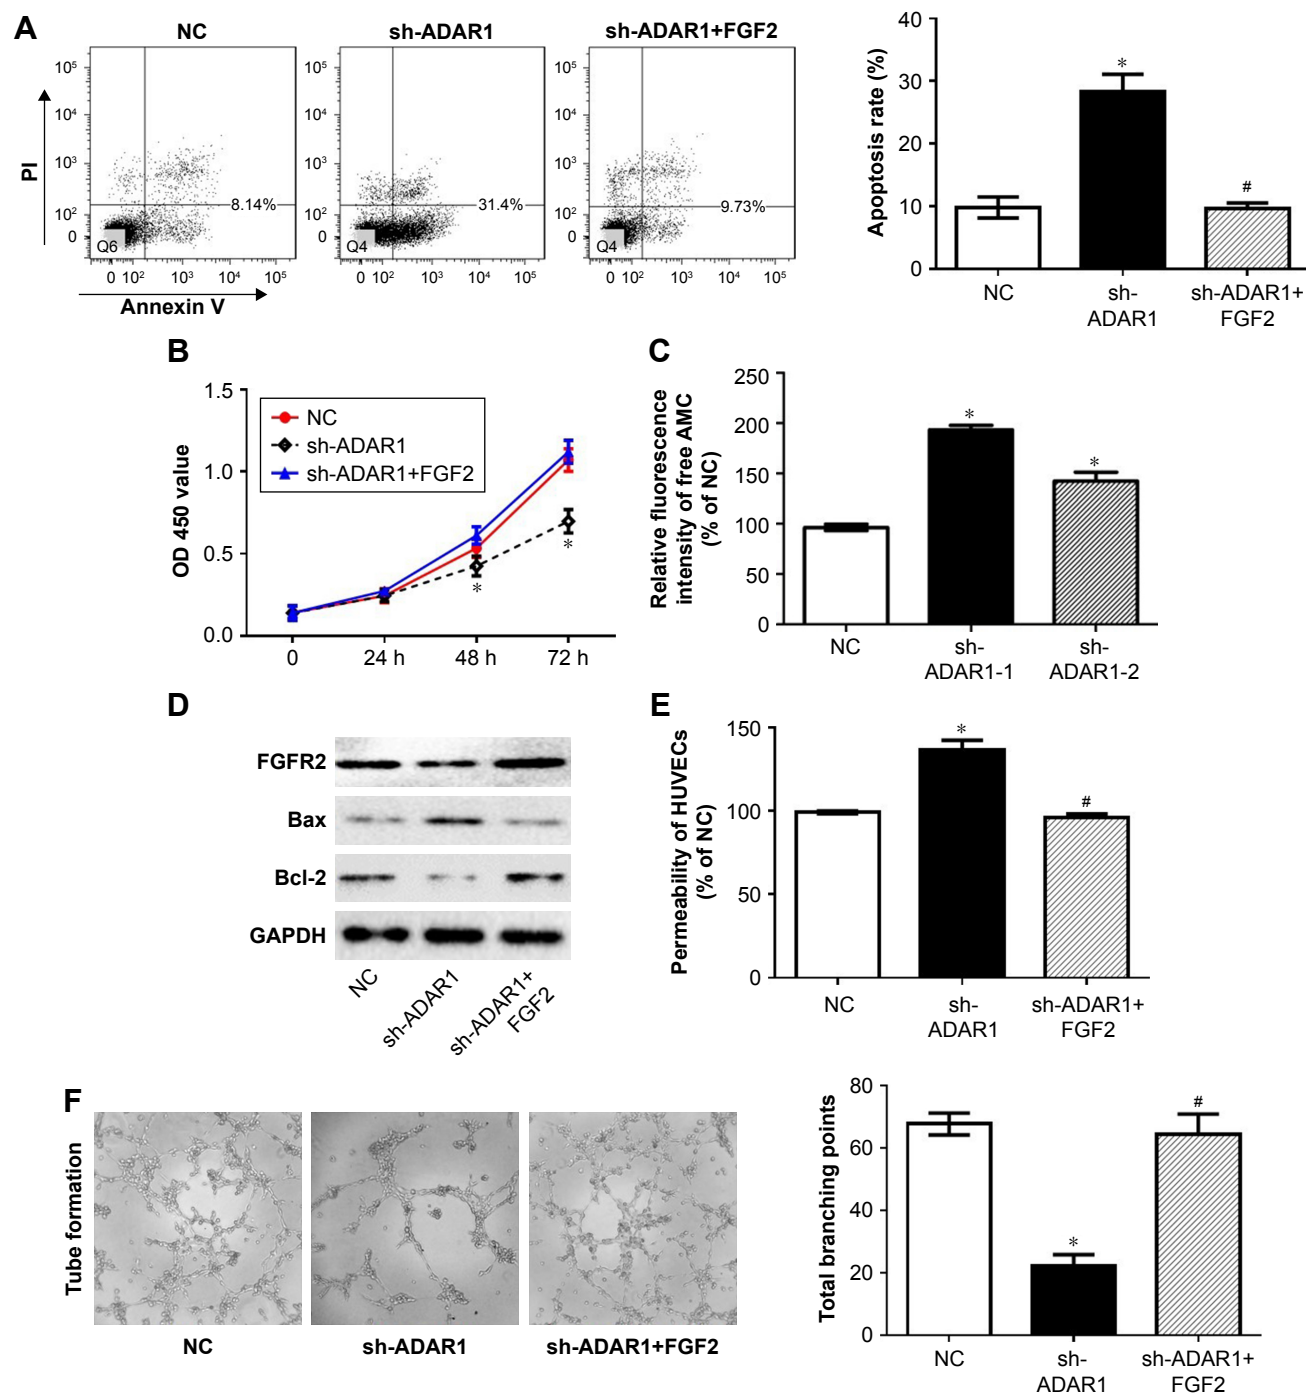 A
NC
sh-ADAR1
sh-ADAR1+FGF2
PI
10⁵
10⁴
10³
10²
0
Q6
8.14%
0 10² 10³ 10⁴ 10⁵
10⁵
10⁴
10³
10²
0
Q4
31.4%
0 10² 10³ 10⁴ 10⁵
10⁵
10⁴
10³
10²
0
Q4
9.73%
0 10² 10³ 10⁴ 10⁵
Annexin V
Apoptosis rate (%)
40
30
20
10
0
*
#
NC
sh-
ADAR1
sh-ADAR1+
FGF2
B
OD 450 value
1.5
1.0
0.5
0.0
NC
sh-ADAR1
sh-ADAR1+FGF2
*
*
0
24 h
48 h
72 h
C
Relative fluorescence
intensity of free AMC
(% of NC)
250
200
150
100
50
0
*
*
NC
sh-
ADAR1-1
sh-
ADAR1-2
D
FGFR2
Bax
Bcl-2
GAPDH
NC
sh-ADAR1
sh-ADAR1+
FGF2
E
Permeability of HUVECs
(% of NC)
150
100
50
0
*
#
NC
sh-
ADAR1
sh-ADAR1+
FGF2
F
Tube formation
NC
sh-ADAR1
sh-ADAR1+FGF2
Total branching points
80
60
40
20
0
*
#
NC
sh-
ADAR1
sh-ADAR1+
FGF2